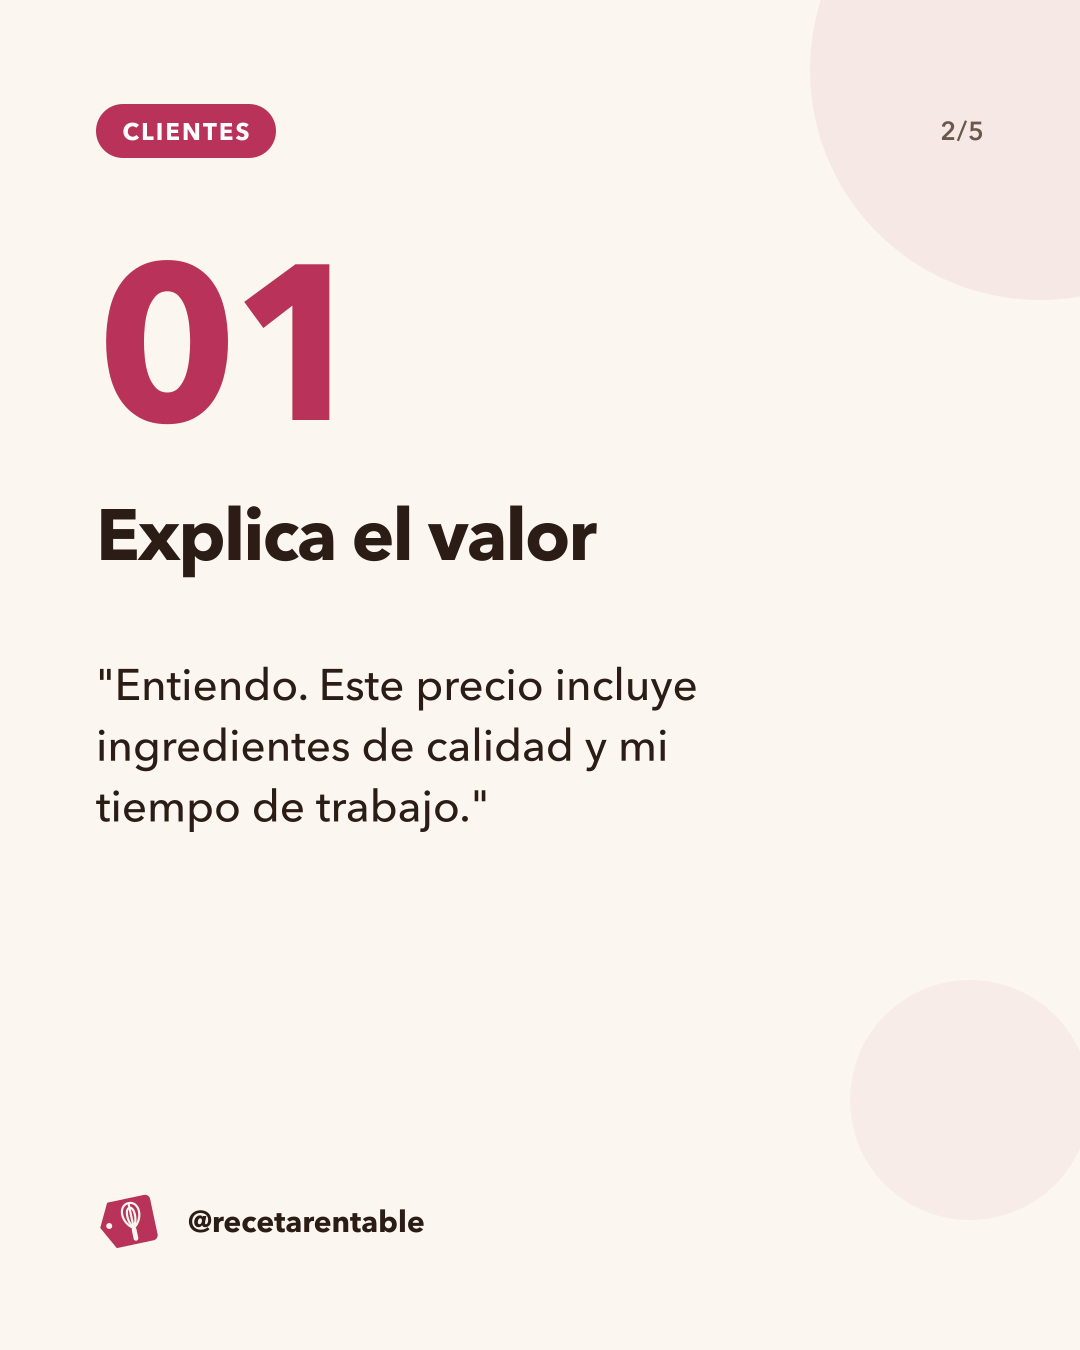 CLIENTES
2/5
01
Explica el valor
"Entiendo. Este precio incluye
ingredientes de calidad y mi
tiempo de trabajo."
@recetarentable